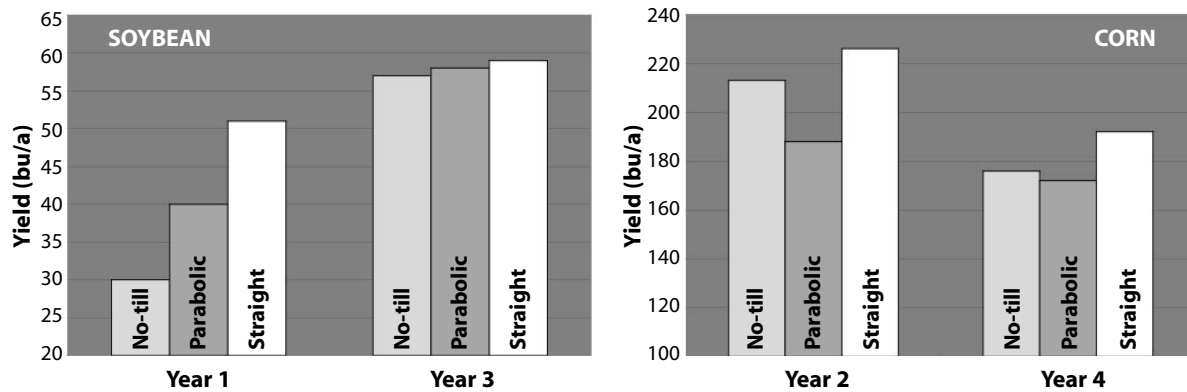 SOYBEAN
Yield (bu/a)
65
60
55
50
45
40
35
30
25
20
No-till
Parabolic
Straight
No-till
Parabolic
Straight
Year 1
Year 3
CORN
Yield (bu/a)
240
220
200
180
160
140
120
100
No-till
Parabolic
Straight
No-till
Parabolic
Straight
Year 2
Year 4